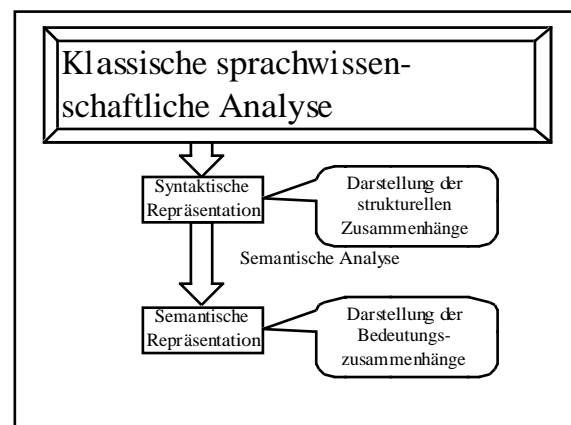 Klassische sprachwissen-
schaftliche Analyse
Syntaktische
Repräsentation
Darstellung der
strukturellen
Zusammenhänge
Semantische Analyse
Semantische
Repräsentation
Darstellung der
Bedeutungs-
zusammenhänge